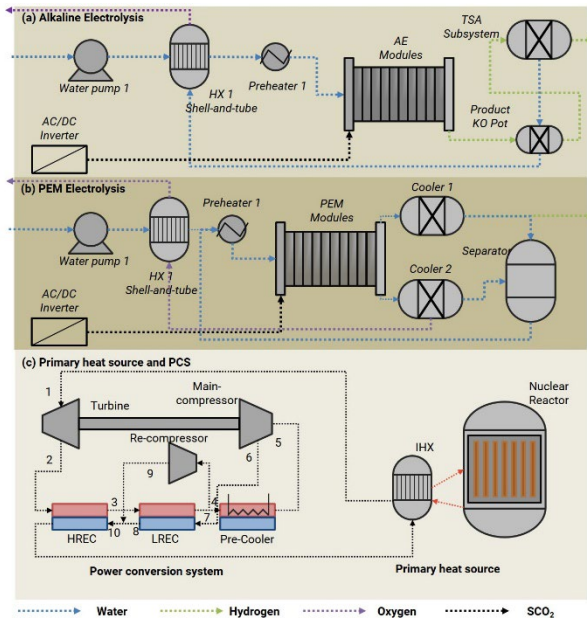 (a) Alkaline Electrolysis
TSA
Subsystem
AE
Modules
Water pump 1
HX 1
Shell-and-tube
Preheater 1
Product
KO Pot
AC/DC
Inverter
(b) PEM Electrolysis
Preheater 1
PEM
Modules
Cooler 1
Separator
Water pump 1
HX 1
Shell-and-tube
Cooler 2
AC/DC
Inverter
(c) Primary heat source and PCS
1
Turbine
Main-
compressor
Nuclear
Reactor
Re-compressor
5
2
6
9
IHX
3
4
7
10
8
HREC
LREC
Pre-Cooler
Power conversion system
Primary heat source
Water
Hydrogen
Oxygen
SCO₂